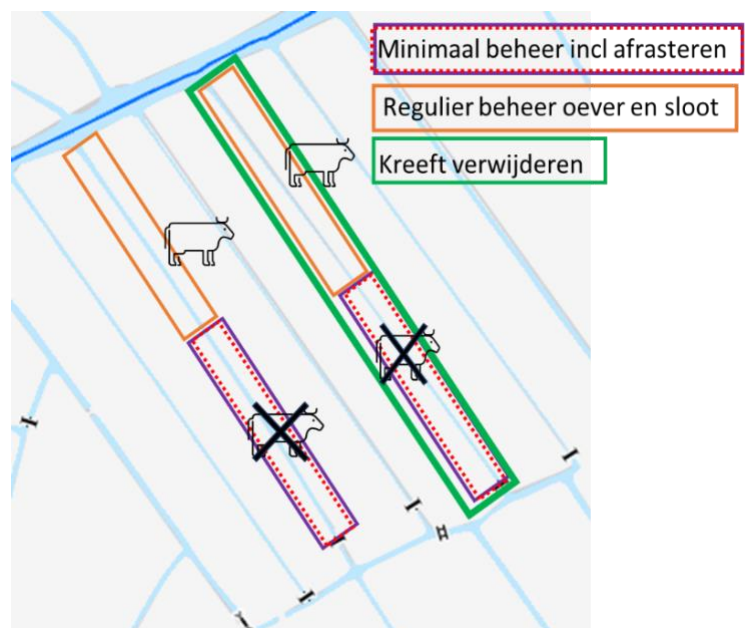 Minimaal beheer incl afrasteren
Regulier beheer oever en sloot
Kreeft verwijderen